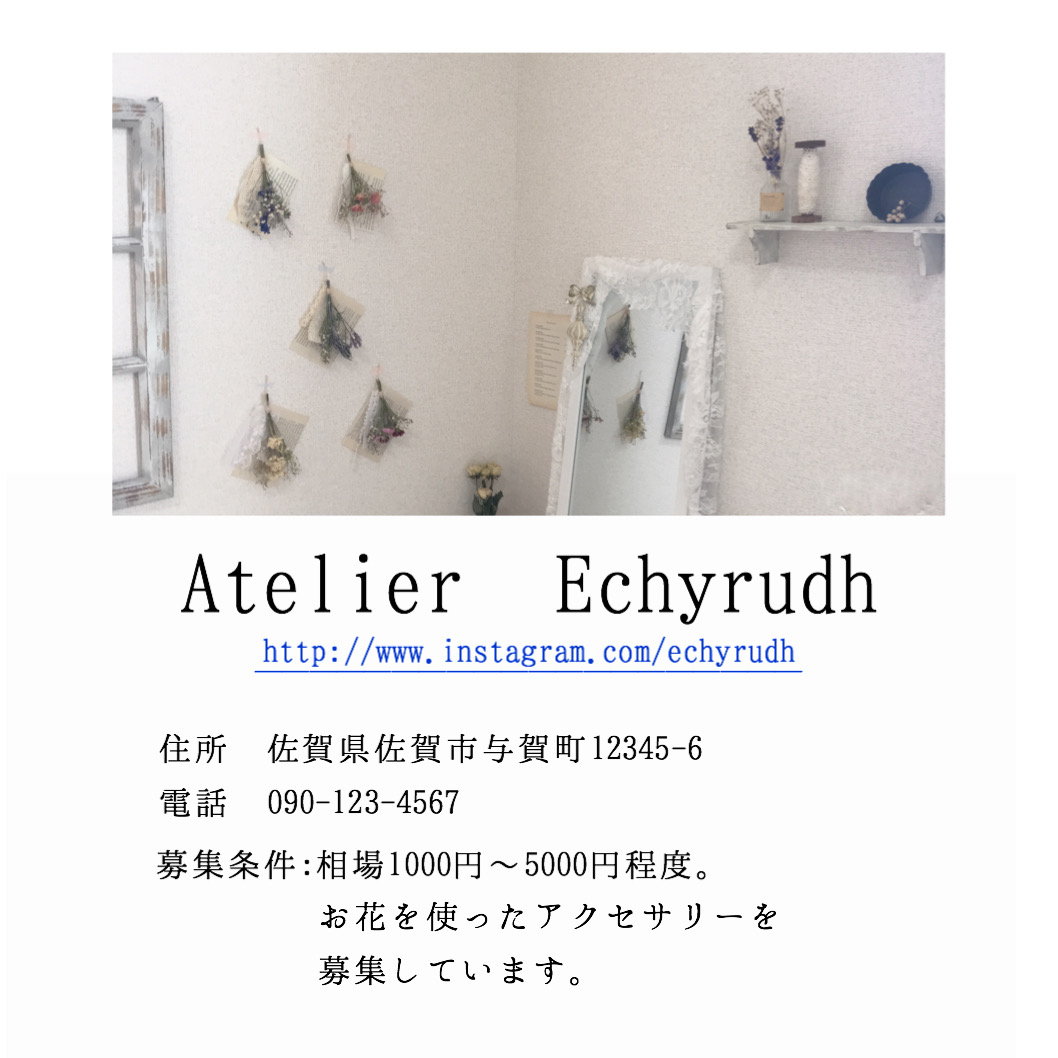 Atelier　Echyrudh
http://www.instagram.com/echyrudh
住所　佐賀県佐賀市与賀町12345-6
電話　090-123-4567
募集条件:相場1000円～5000円程度。
お花を使ったアクセサリーを
募集しています。